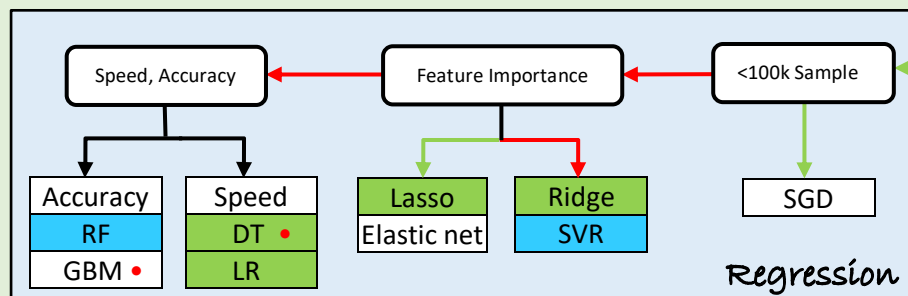 Speed, Accuracy
Feature Importance
<100k Sample
Accuracy
RF
GBM
Speed
DT
LR
Lasso
Elastic net
Ridge
SVR
SGD
Regression